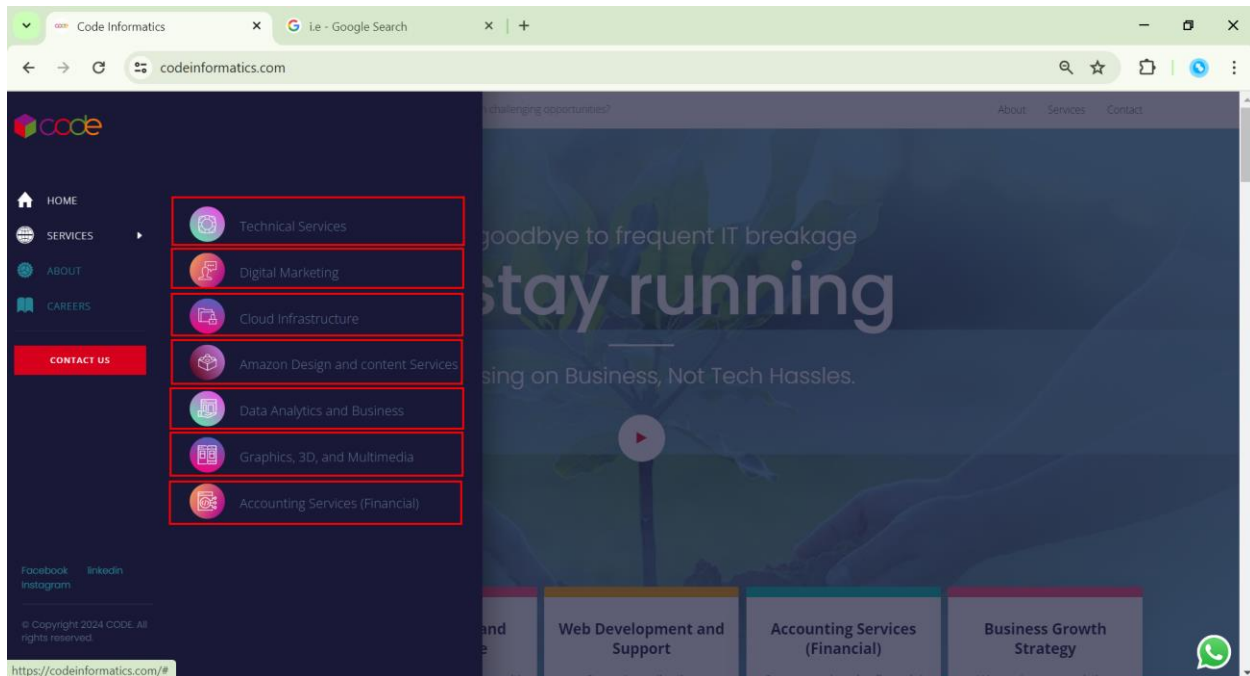 Code Informatics
i.e - Google Search
codeinformatics.com
code
challenging opportunities?
About Services Contact
HOME
SERVICES
ABOUT
CAREERS
CONTACT US
Technical Services
Digital Marketing
Cloud Infrastructure
Amazon Design and content Services
Data Analytics and Business
Graphics, 3D, and Multimedia
Accounting Services (Financial)
goodbye to frequent IT breakage
stay running
sing on Business, Not Tech Hassles.
Facebook linkedin
Instagram
© Copyright 2024 CODE. All
rights reserved.
and
Web Development and
Support
Accounting Services
(Financial)
Business Growth
Strategy
https://codeinformatics.com/#